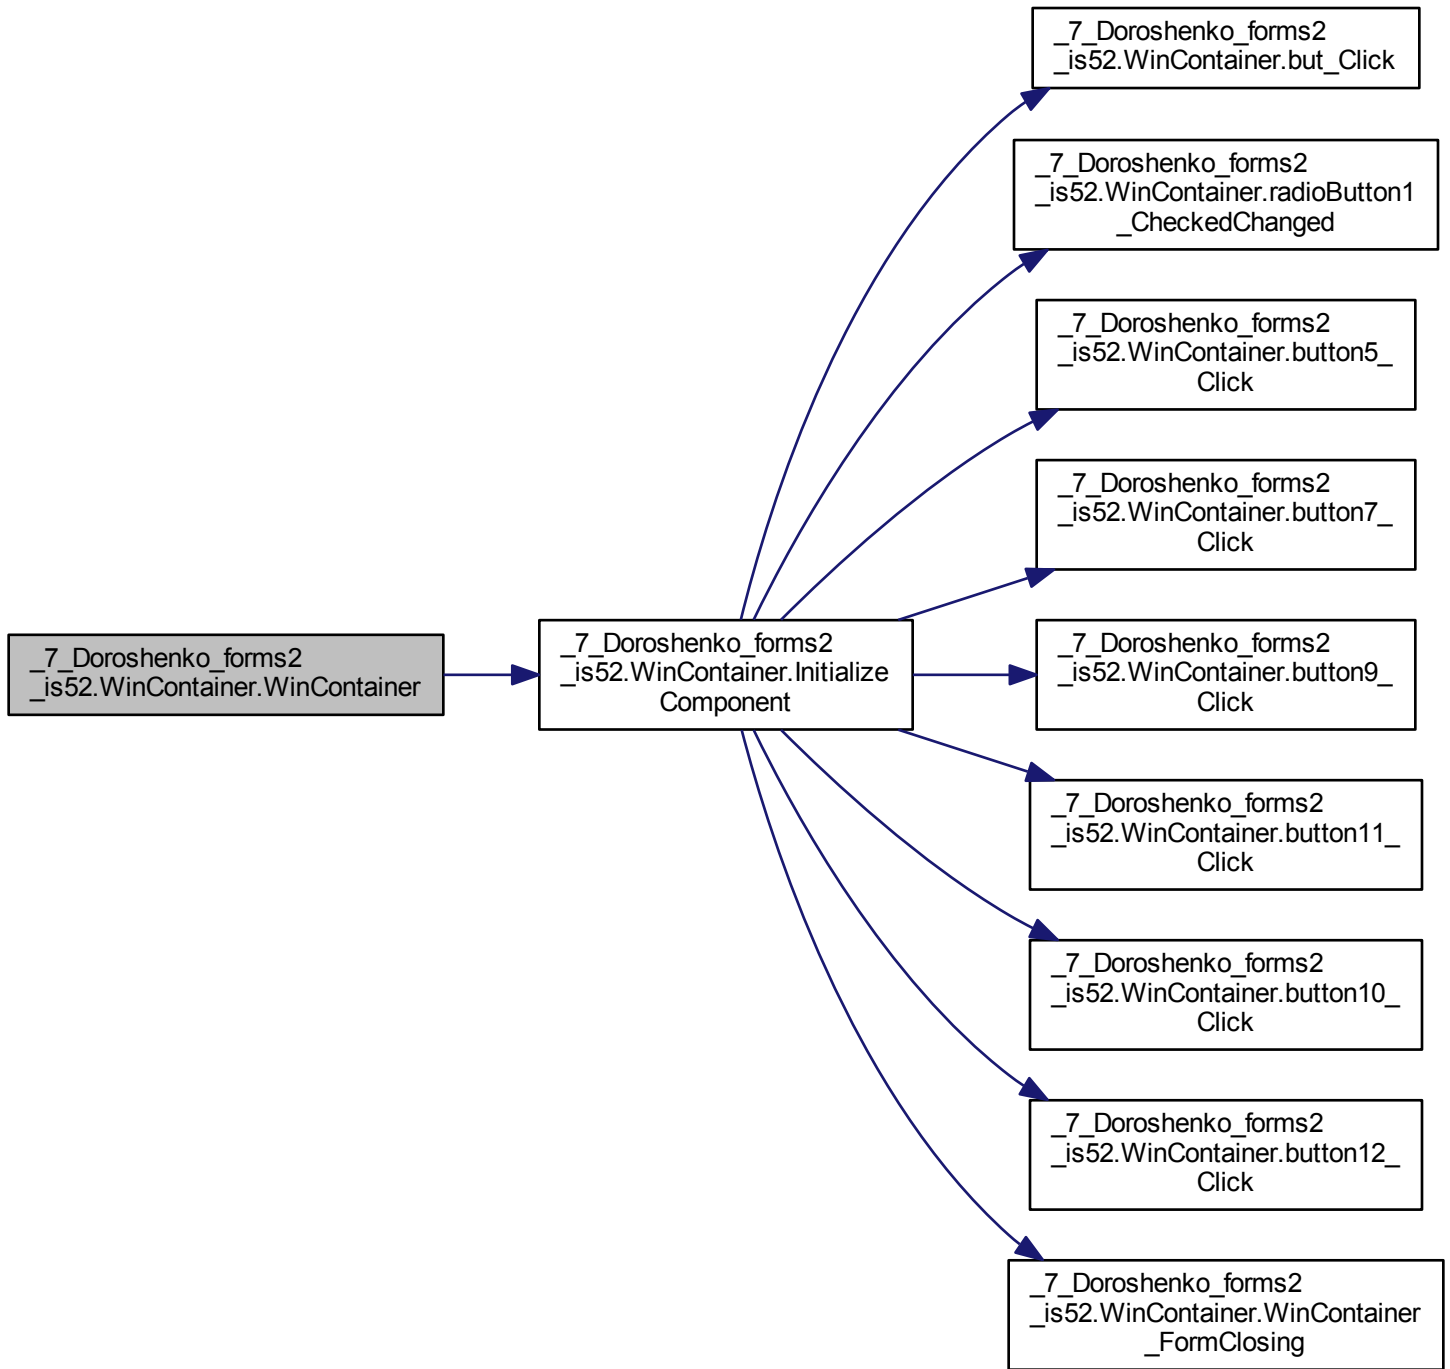 _7_Doroshenko_forms2
_is52.WinContainer.but_Click
_7_Doroshenko_forms2
_is52.WinContainer.radioButton1
_CheckedChanged
_7_Doroshenko_forms2
_is52.WinContainer.button5_
Click
_7_Doroshenko_forms2
_is52.WinContainer.button7_
Click
_7_Doroshenko_forms2
_is52.WinContainer.WinContainer
_7_Doroshenko_forms2
_is52.WinContainer.Initialize
Component
_7_Doroshenko_forms2
_is52.WinContainer.button9_
Click
_7_Doroshenko_forms2
_is52.WinContainer.button11_
Click
_7_Doroshenko_forms2
_is52.WinContainer.button10_
Click
_7_Doroshenko_forms2
_is52.WinContainer.button12_
Click
_7_Doroshenko_forms2
_is52.WinContainer.WinContainer
_FormClosing